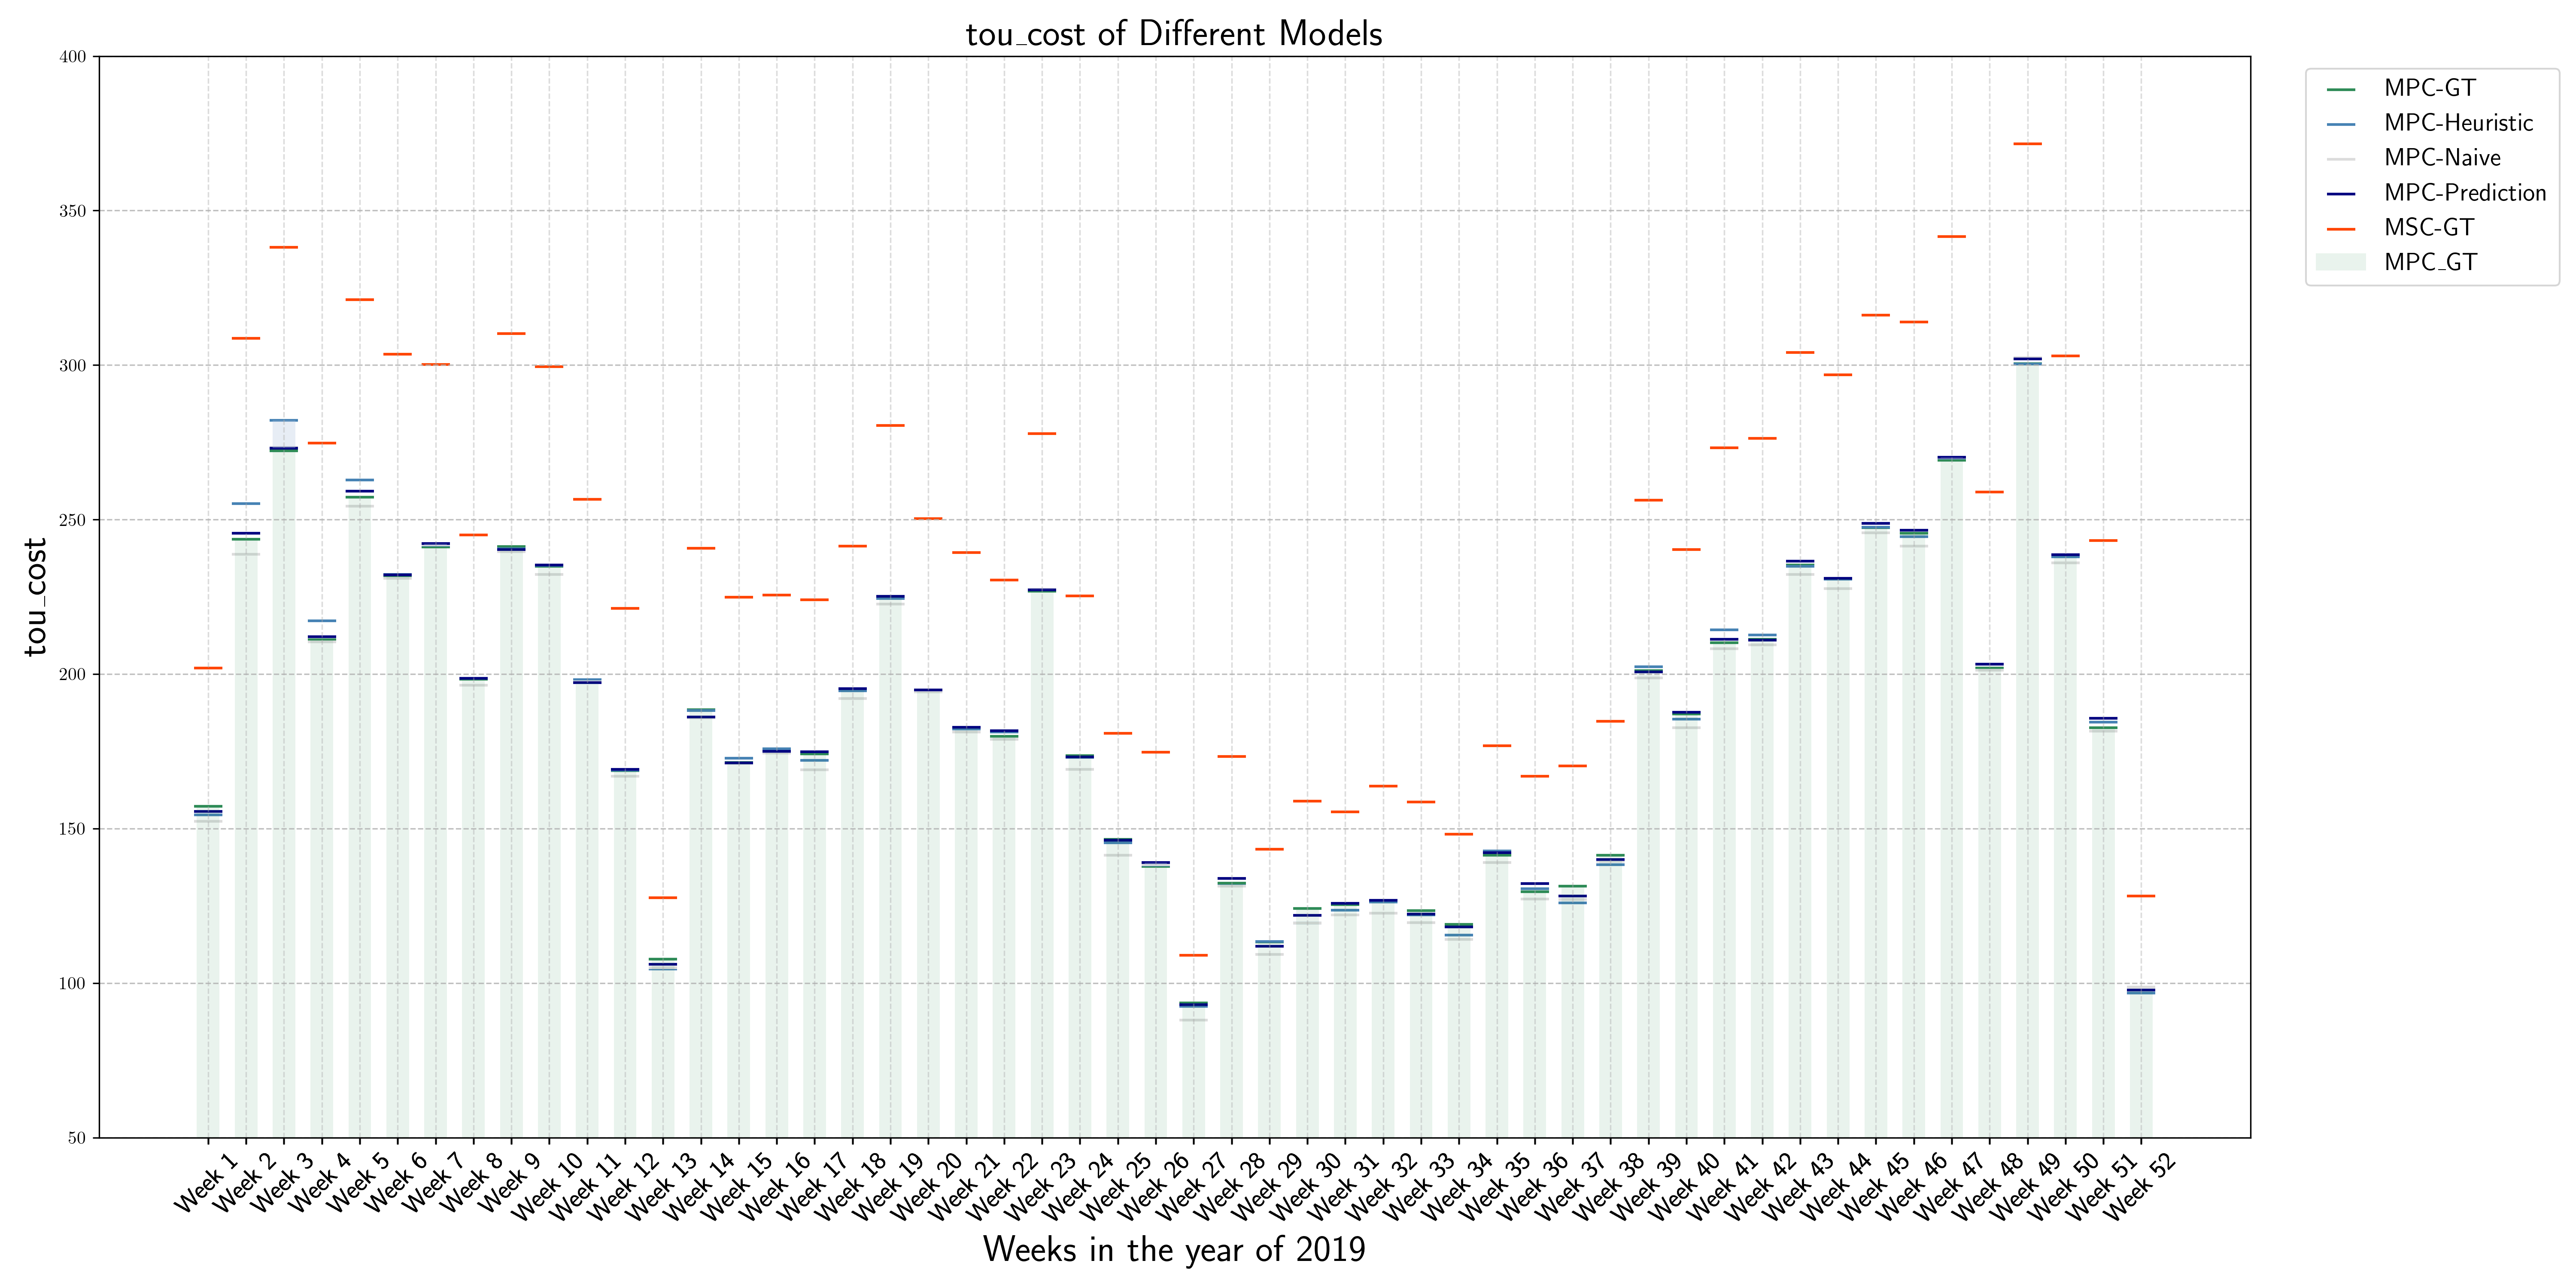 tou_cost of Different Models
400
350
300
250
200
150
100
50
tou_cost
Week 1
Week 2
Week 3
Week 4
Week 5
Week 6
Week 7
Week 8
Week 9
Week 10
Week 11
Week 12
Week 13
Week 14
Week 15
Week 16
Week 17
Week 18
Week 19
Week 20
Week 21
Week 22
Week 23
Week 24
Week 25
Week 26
Week 27
Week 28
Week 29
Week 30
Week 31
Week 32
Week 33
Week 34
Week 35
Week 36
Week 37
Week 38
Week 39
Week 40
Week 41
Week 42
Week 43
Week 44
Week 45
Week 46
Week 47
Week 48
Week 49
Week 50
Week 51
Week 52
Weeks in the year of 2019
MPC-GT
MPC-Heuristic
MPC-Naive
MPC-Prediction
MSC-GT
MPC_GT